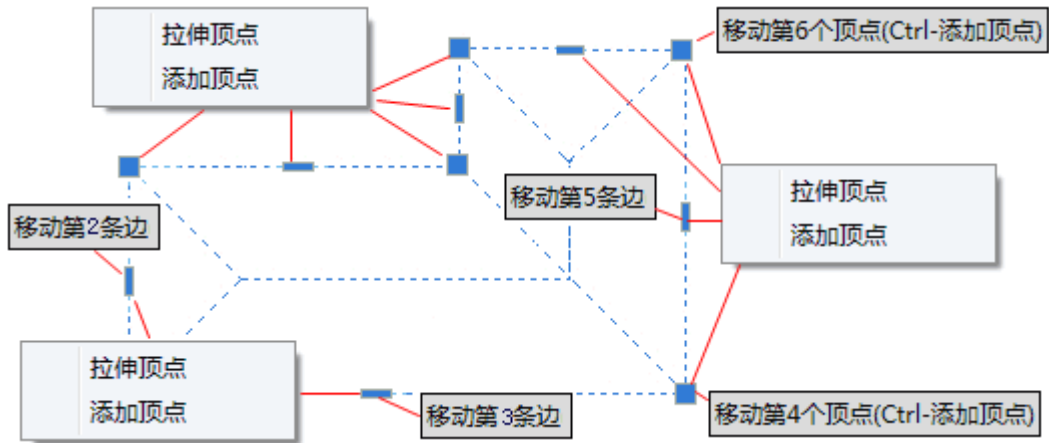 拉伸顶点
添加顶点
移动第6个顶点(Ctrl-添加顶点)
移动第5条边
拉伸顶点
添加顶点
移动第2条边
拉伸顶点
添加顶点
移动第3条边
移动第4个顶点(Ctrl-添加顶点)